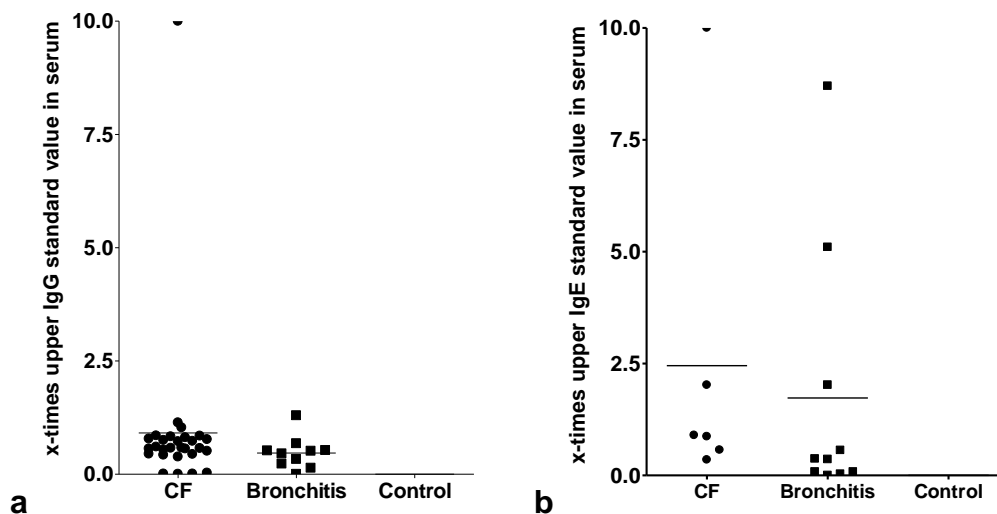 x-times upper IgG standard value in serum
10.0
7.5
5.0
2.5
0.0
CF Bronchitis Control
a
x-times upper IgE standard value in serum
10.0
7.5
5.0
2.5
0.0
CF Bronchitis Control
b